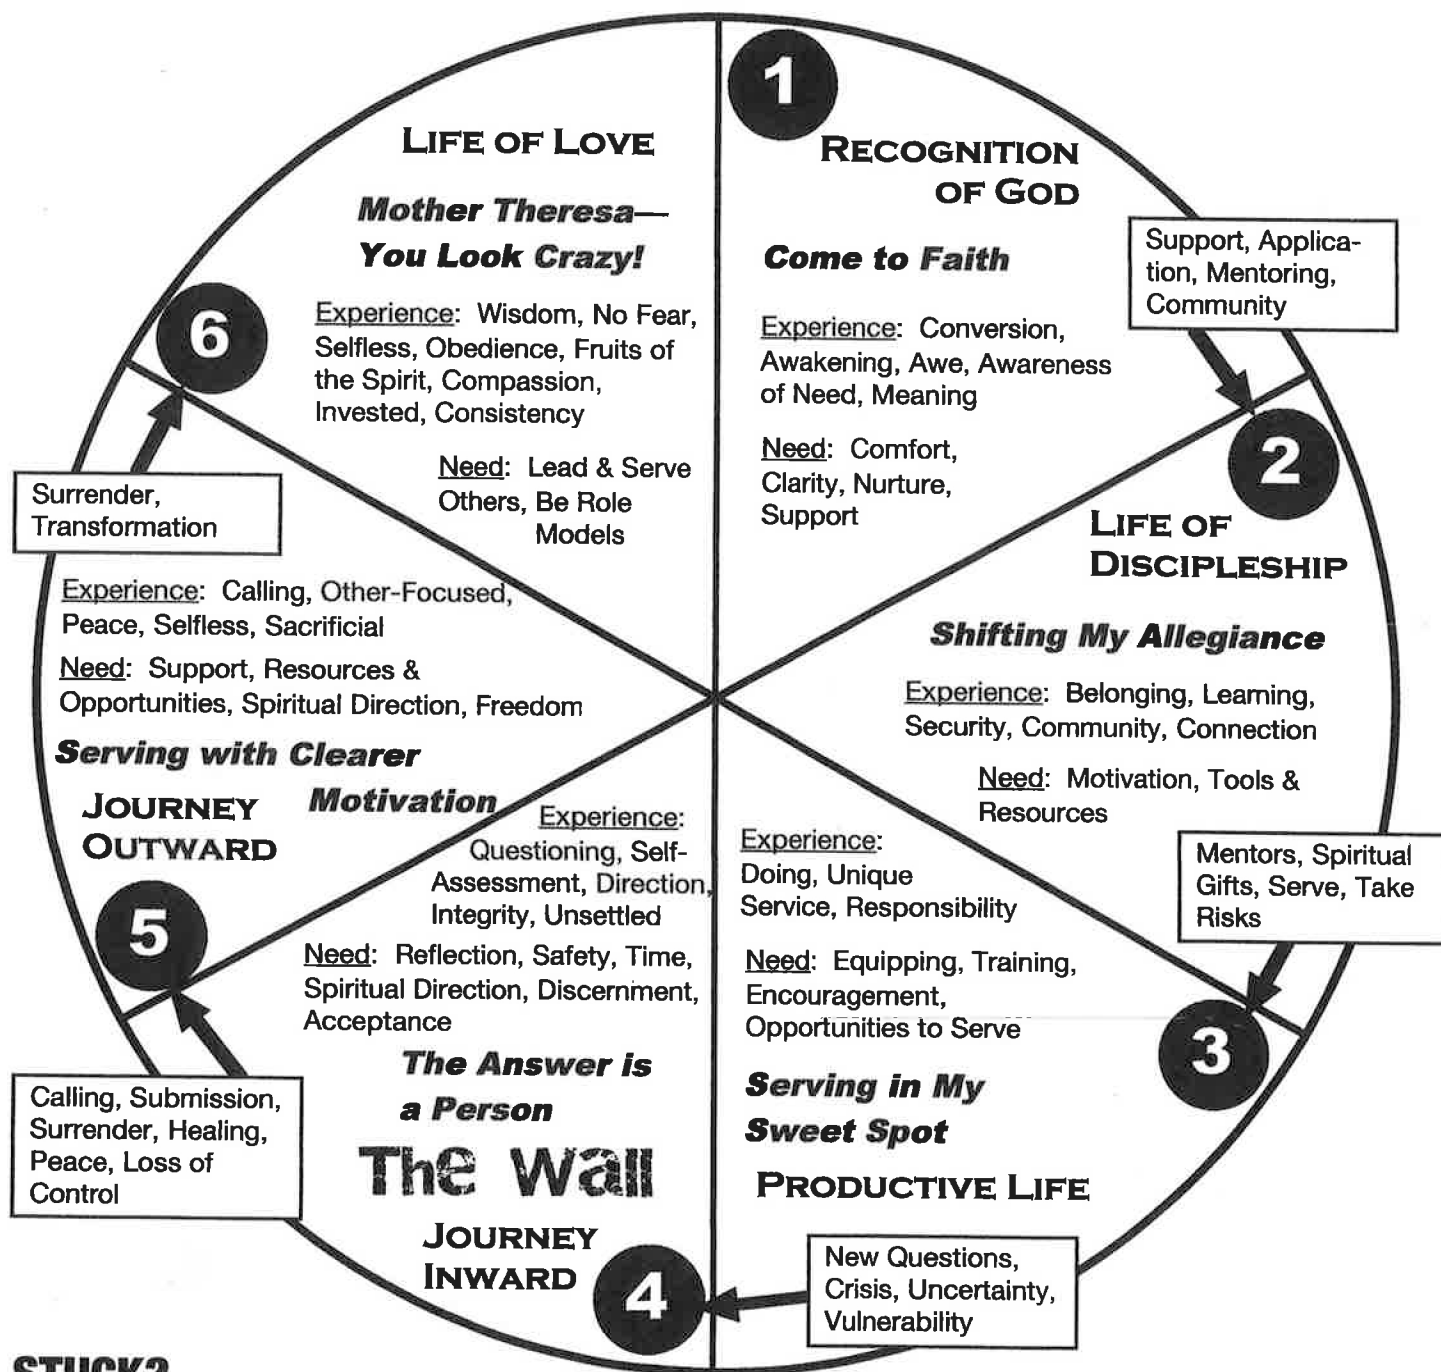 1
RECOGNITION
OF GOD
Come to Faith
Experience: Conversion,
Awakening, Awe, Awareness
of Need, Meaning
Need: Comfort,
Clarity, Nurture,
Support
Support, Applica-
tion, Mentoring,
Community
2
LIFE OF
DISCIPLESHIP
Shifting My Allegiance
Experience: Belonging, Learning,
Security, Community, Connection
Need: Motivation, Tools &
Resources
Mentors, Spiritual
Gifts, Serve, Take
Risks
3
Experience:
Doing, Unique
Service, Responsibility
Need: Equipping, Training,
Encouragement,
Opportunities to Serve
Serving in My
Sweet Spot
PRODUCTIVE LIFE
New Questions,
Crisis, Uncertainty,
Vulnerability
4
Experience:
Questioning, Self-
Assessment, Direction,
Integrity, Unsettled
Need: Reflection, Safety, Time,
Spiritual Direction, Discernment,
Acceptance
The Answer is
a Person
The Wall
JOURNEY
INWARD
Calling, Submission,
Surrender, Healing,
Peace, Loss of
Control
5
Experience: Calling, Other-Focused,
Peace, Selfless, Sacrificial
Need: Support, Resources &
Opportunities, Spiritual Direction, Freedom
Serving with Clearer
Motivation
JOURNEY
OUTWARD
Surrender,
Transformation
6
LIFE OF LOVE
Mother Theresa—
You Look Crazy!
Experience: Wisdom, No Fear,
Selfless, Obedience, Fruits of
the Spirit, Compassion,
Invested, Consistency
Need: Lead & Serve
Others, Be Role
Models
STUCK?